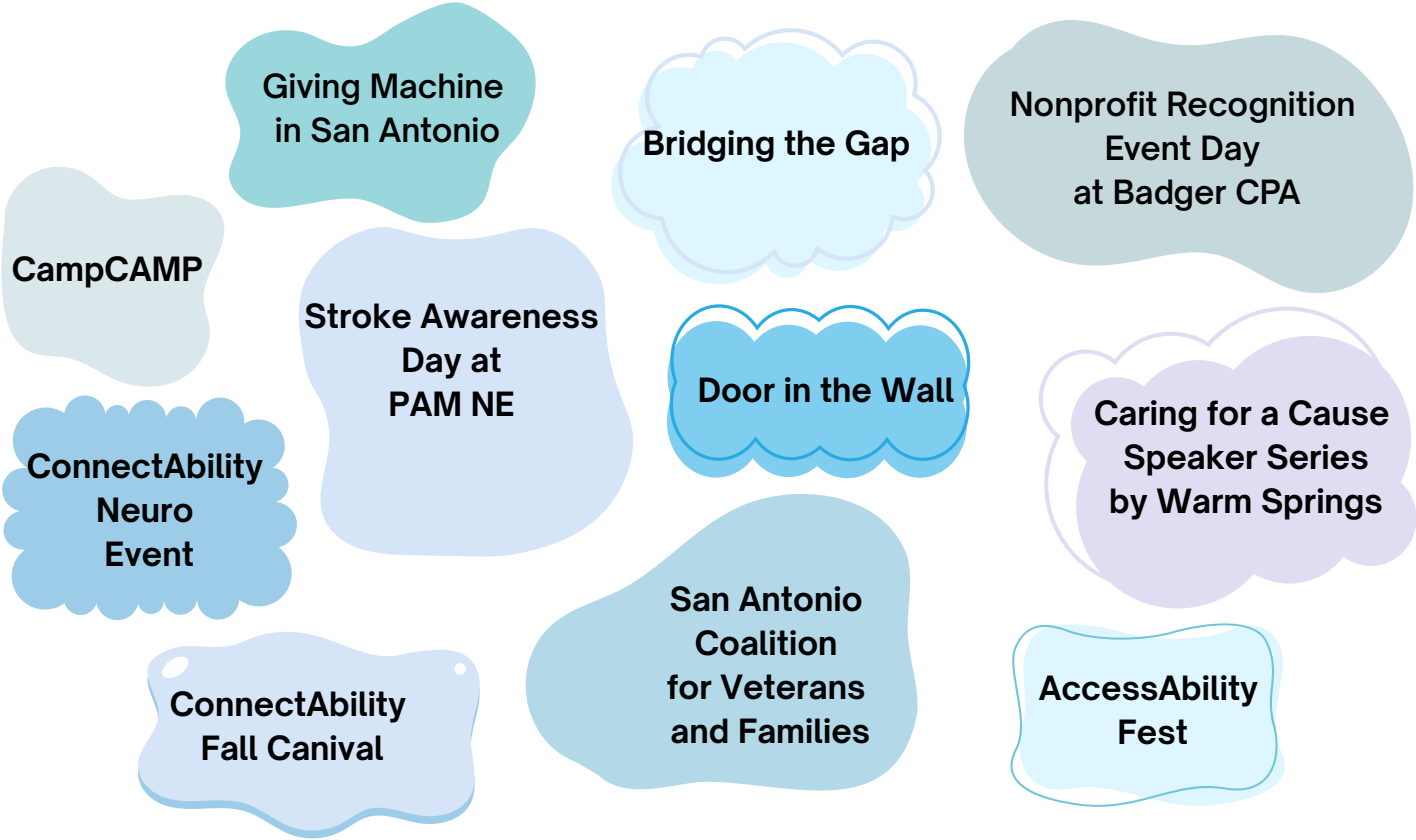 Giving Machine
in San Antonio
Bridging the Gap
Nonprofit Recognition
Event Day
at Badger CPA
CampCAMP
Stroke Awareness
Day at
PAM NE
Door in the Wall
Caring for a Cause
Speaker Series
by Warm Springs
ConnectAbility
Neuro
Event
San Antonio
Coalition
for Veterans
and Families
ConnectAbility
Fall Canival
AccessAbility
Fest